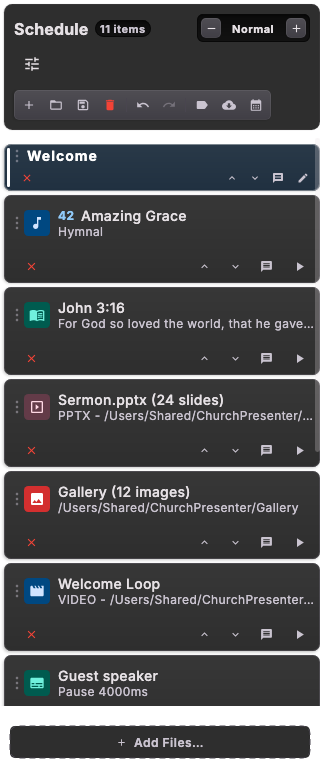 Schedule 11 items
Normal
Welcome
42 Amazing Grace
Hymnal
John 3:16
For God so loved the world, that he gave...
Sermon.pptx (24 slides)
PPTX - /Users/Shared/ChurchPresenter/...
Gallery (12 images)
/Users/Shared/ChurchPresenter/Gallery
Welcome Loop
VIDEO - /Users/Shared/ChurchPresenter...
Guest speaker
Pause 4000ms
+ Add Files...